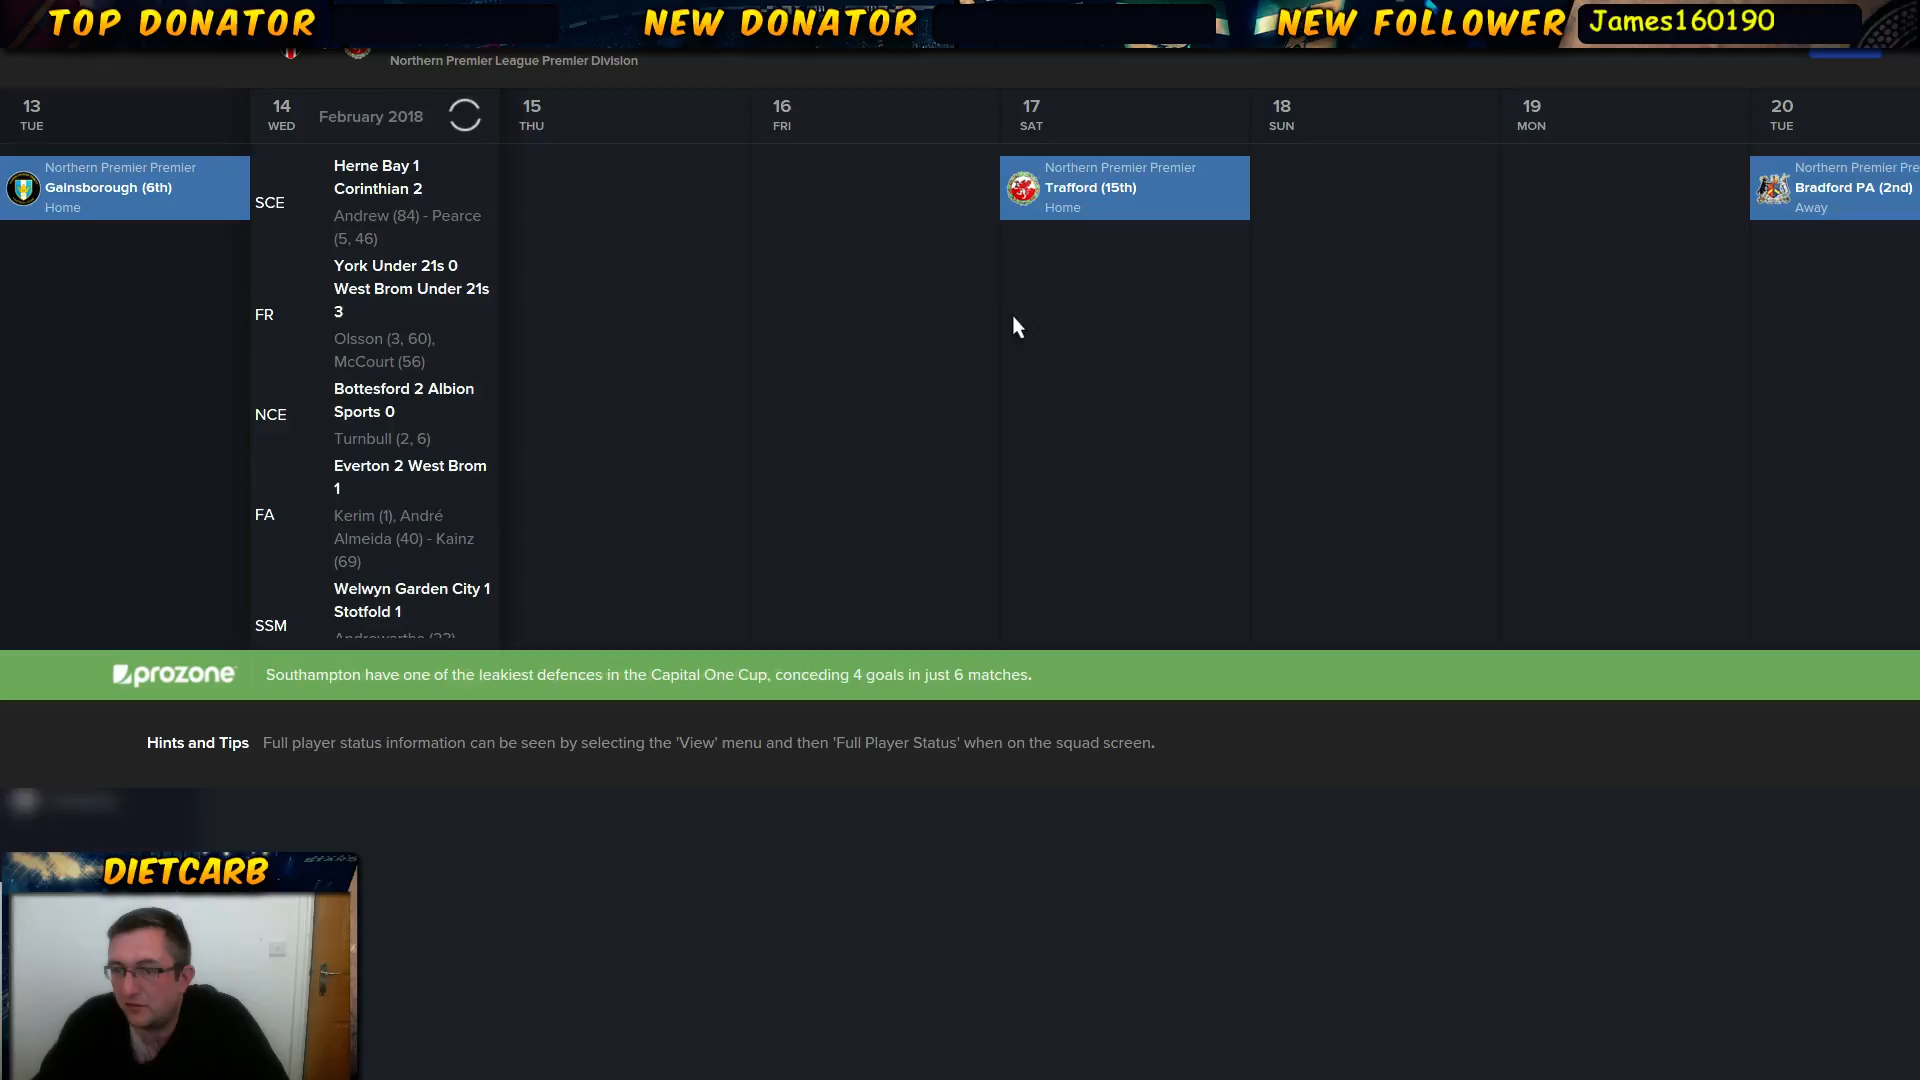 TOP DONATOR
NEW DONATOR
NEW FOLLOWER
James160190
Northern Premier League Premier Division
13
TUE
14
WED
February 2018
15
THU
16
FRI
17
SAT
18
SUN
19
MON
20
TUE
Northern Premier Premier
Gainsborough (6th)
Home
SCE
Herne Bay 1
Corinthian 2
Andrew (84) - Pearce
(5, 46)
FR
York Under 21s 0
West Brom Under 21s
3
Olsson (3, 60),
McCourt (56)
NCE
Bottesford 2 Albion
Sports 0
Turnbull (2, 6)
FA
Everton 2 West Brom
1
Kerim (1), André
Almeida (40) - Kainz
(69)
SSM
Welwyn Garden City 1
Stotfold 1
Northern Premier Premier
Trafford (15th)
Home
Northern Premier Pre
Bradford PA (2nd)
Away
prozone
Southampton have one of the leakiest defences in the Capital One Cup, conceding 4 goals in just 6 matches.
Hints and Tips
Full player status information can be seen by selecting the 'View' menu and then 'Full Player Status' when on the squad screen.
DIETCARB